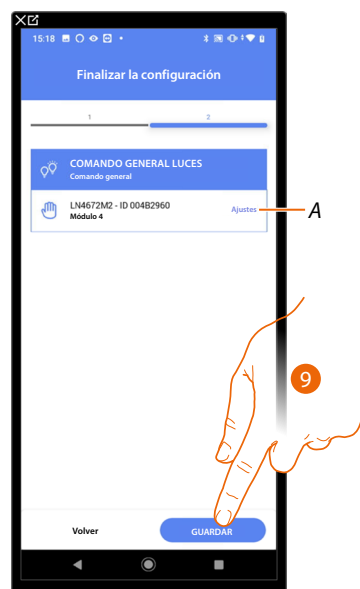 15:18
Finalizar la configuración
1 2
COMANDO GENERAL LUCES
Comando general
LN4672M2 - ID 004B2960
Módulo 4
Ajustes
A
9
Volver
GUARDAR